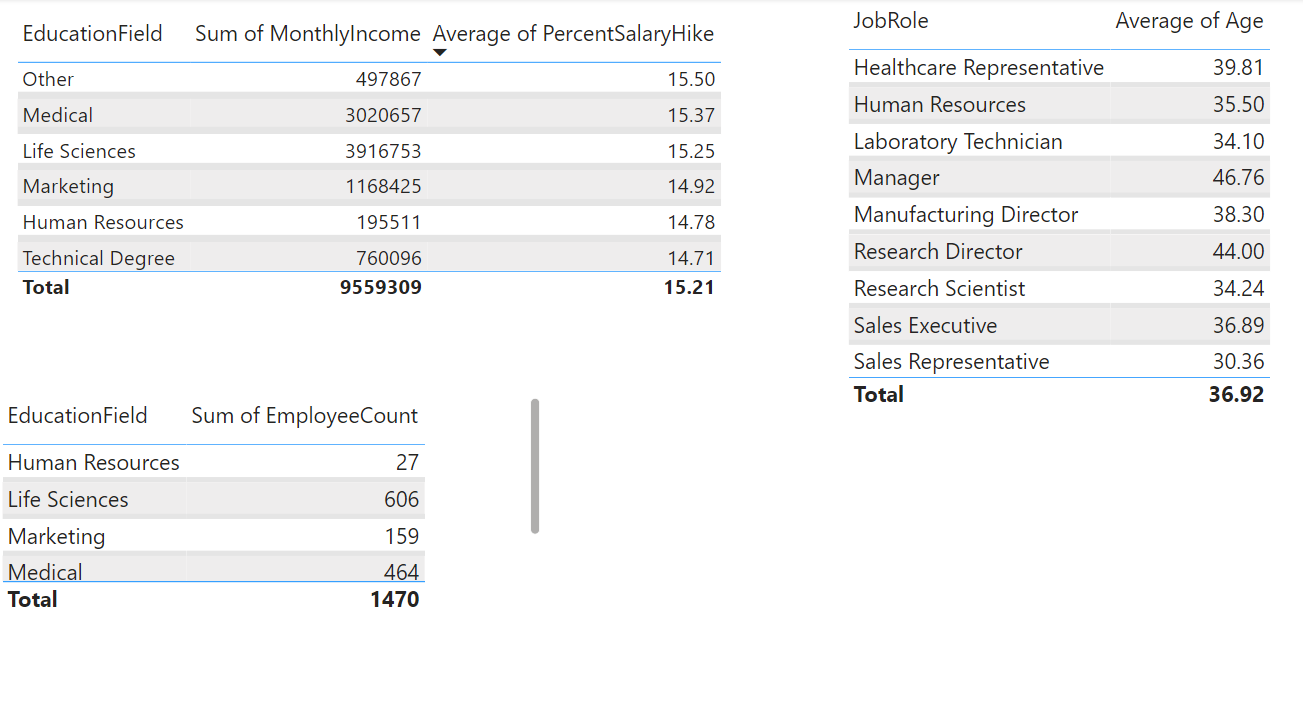 EducationField Sum of MonthlyIncome Average of PercentSalaryHike
Other 497867 15.50
Medical 3020657 15.37
Life Sciences 3916753 15.25
Marketing 1168425 14.92
Human Resources 195511 14.78
Technical Degree 760096 14.71
Total 9559309 15.21
JobRole Average of Age
Healthcare Representative 39.81
Human Resources 35.50
Laboratory Technician 34.10
Manager 46.76
Manufacturing Director 38.30
Research Director 44.00
Research Scientist 34.24
Sales Executive 36.89
Sales Representative 30.36
Total 36.92
EducationField Sum of EmployeeCount
Human Resources 27
Life Sciences 606
Marketing 159
Medical 464
Total 1470